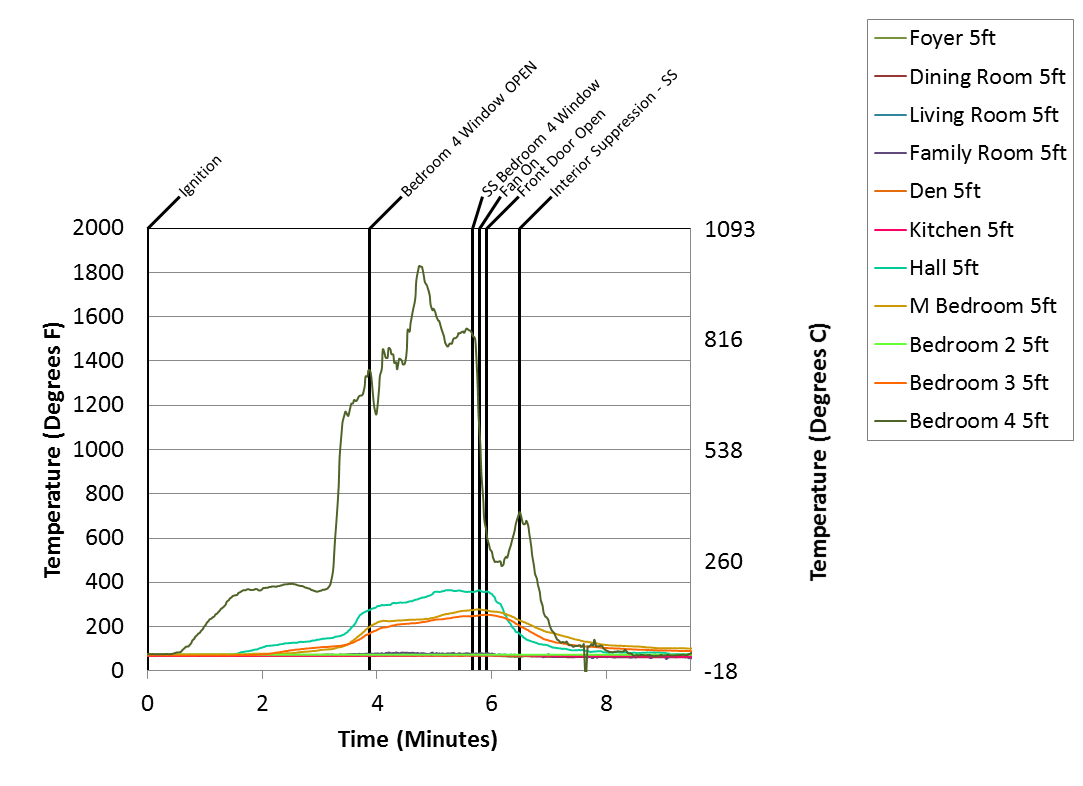 Ignition
Bedroom 4 Window OPEN
SS Bedroom 4 Window
Fan On
Front Door Open
Interior Suppression - SS
Foyer 5ft
Dining Room 5ft
Living Room 5ft
Family Room 5ft
Den 5ft
Kitchen 5ft
Hall 5ft
M Bedroom 5ft
Bedroom 2 5ft
Bedroom 3 5ft
Bedroom 4 5ft
Temperature (Degrees F)
2000
1800
1600
1400
1200
1000
800
600
400
200
0
1093
816
538
260
-18
Temperature (Degrees C)
0 2 4 6 8
Time (Minutes)